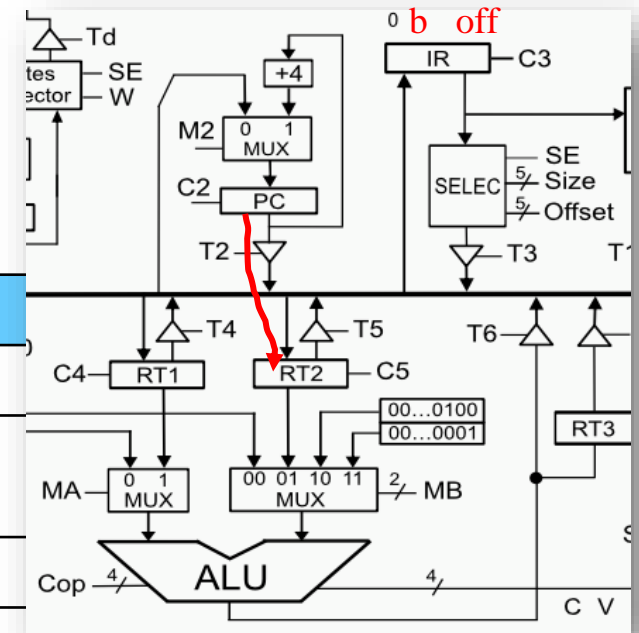 0 b off
Td
IR C3
tes
ector
SE
W
+4
M2 0 1
MUX
SE
SELEC 5 Size
5 Offset
C2 PC
T2
T3
T1
T4
T5
T6
C4 RT1
RT2 C5
RT3
00...0100
00...0001
MA 0 1
MUX
00 01 10 11
MUX 2 MB
Cop 4 ALU 4
C V